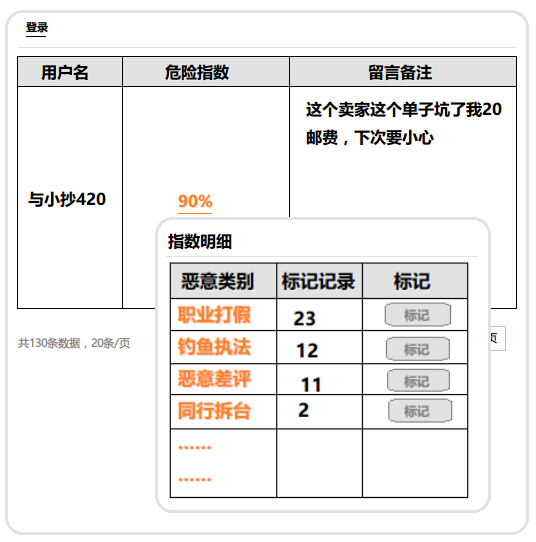 登录
用户名 危险指数 留言备注
这个卖家这个单子坑了我20
邮费，下次要小心
与小抄420
90%
指数明细
恶意类别 标记记录 标记
职业打假 23 标记
钓鱼执法 12 标记
恶意差评 11 标记
同行拆台 2 标记
······
······
共130条数据，20条/页
页